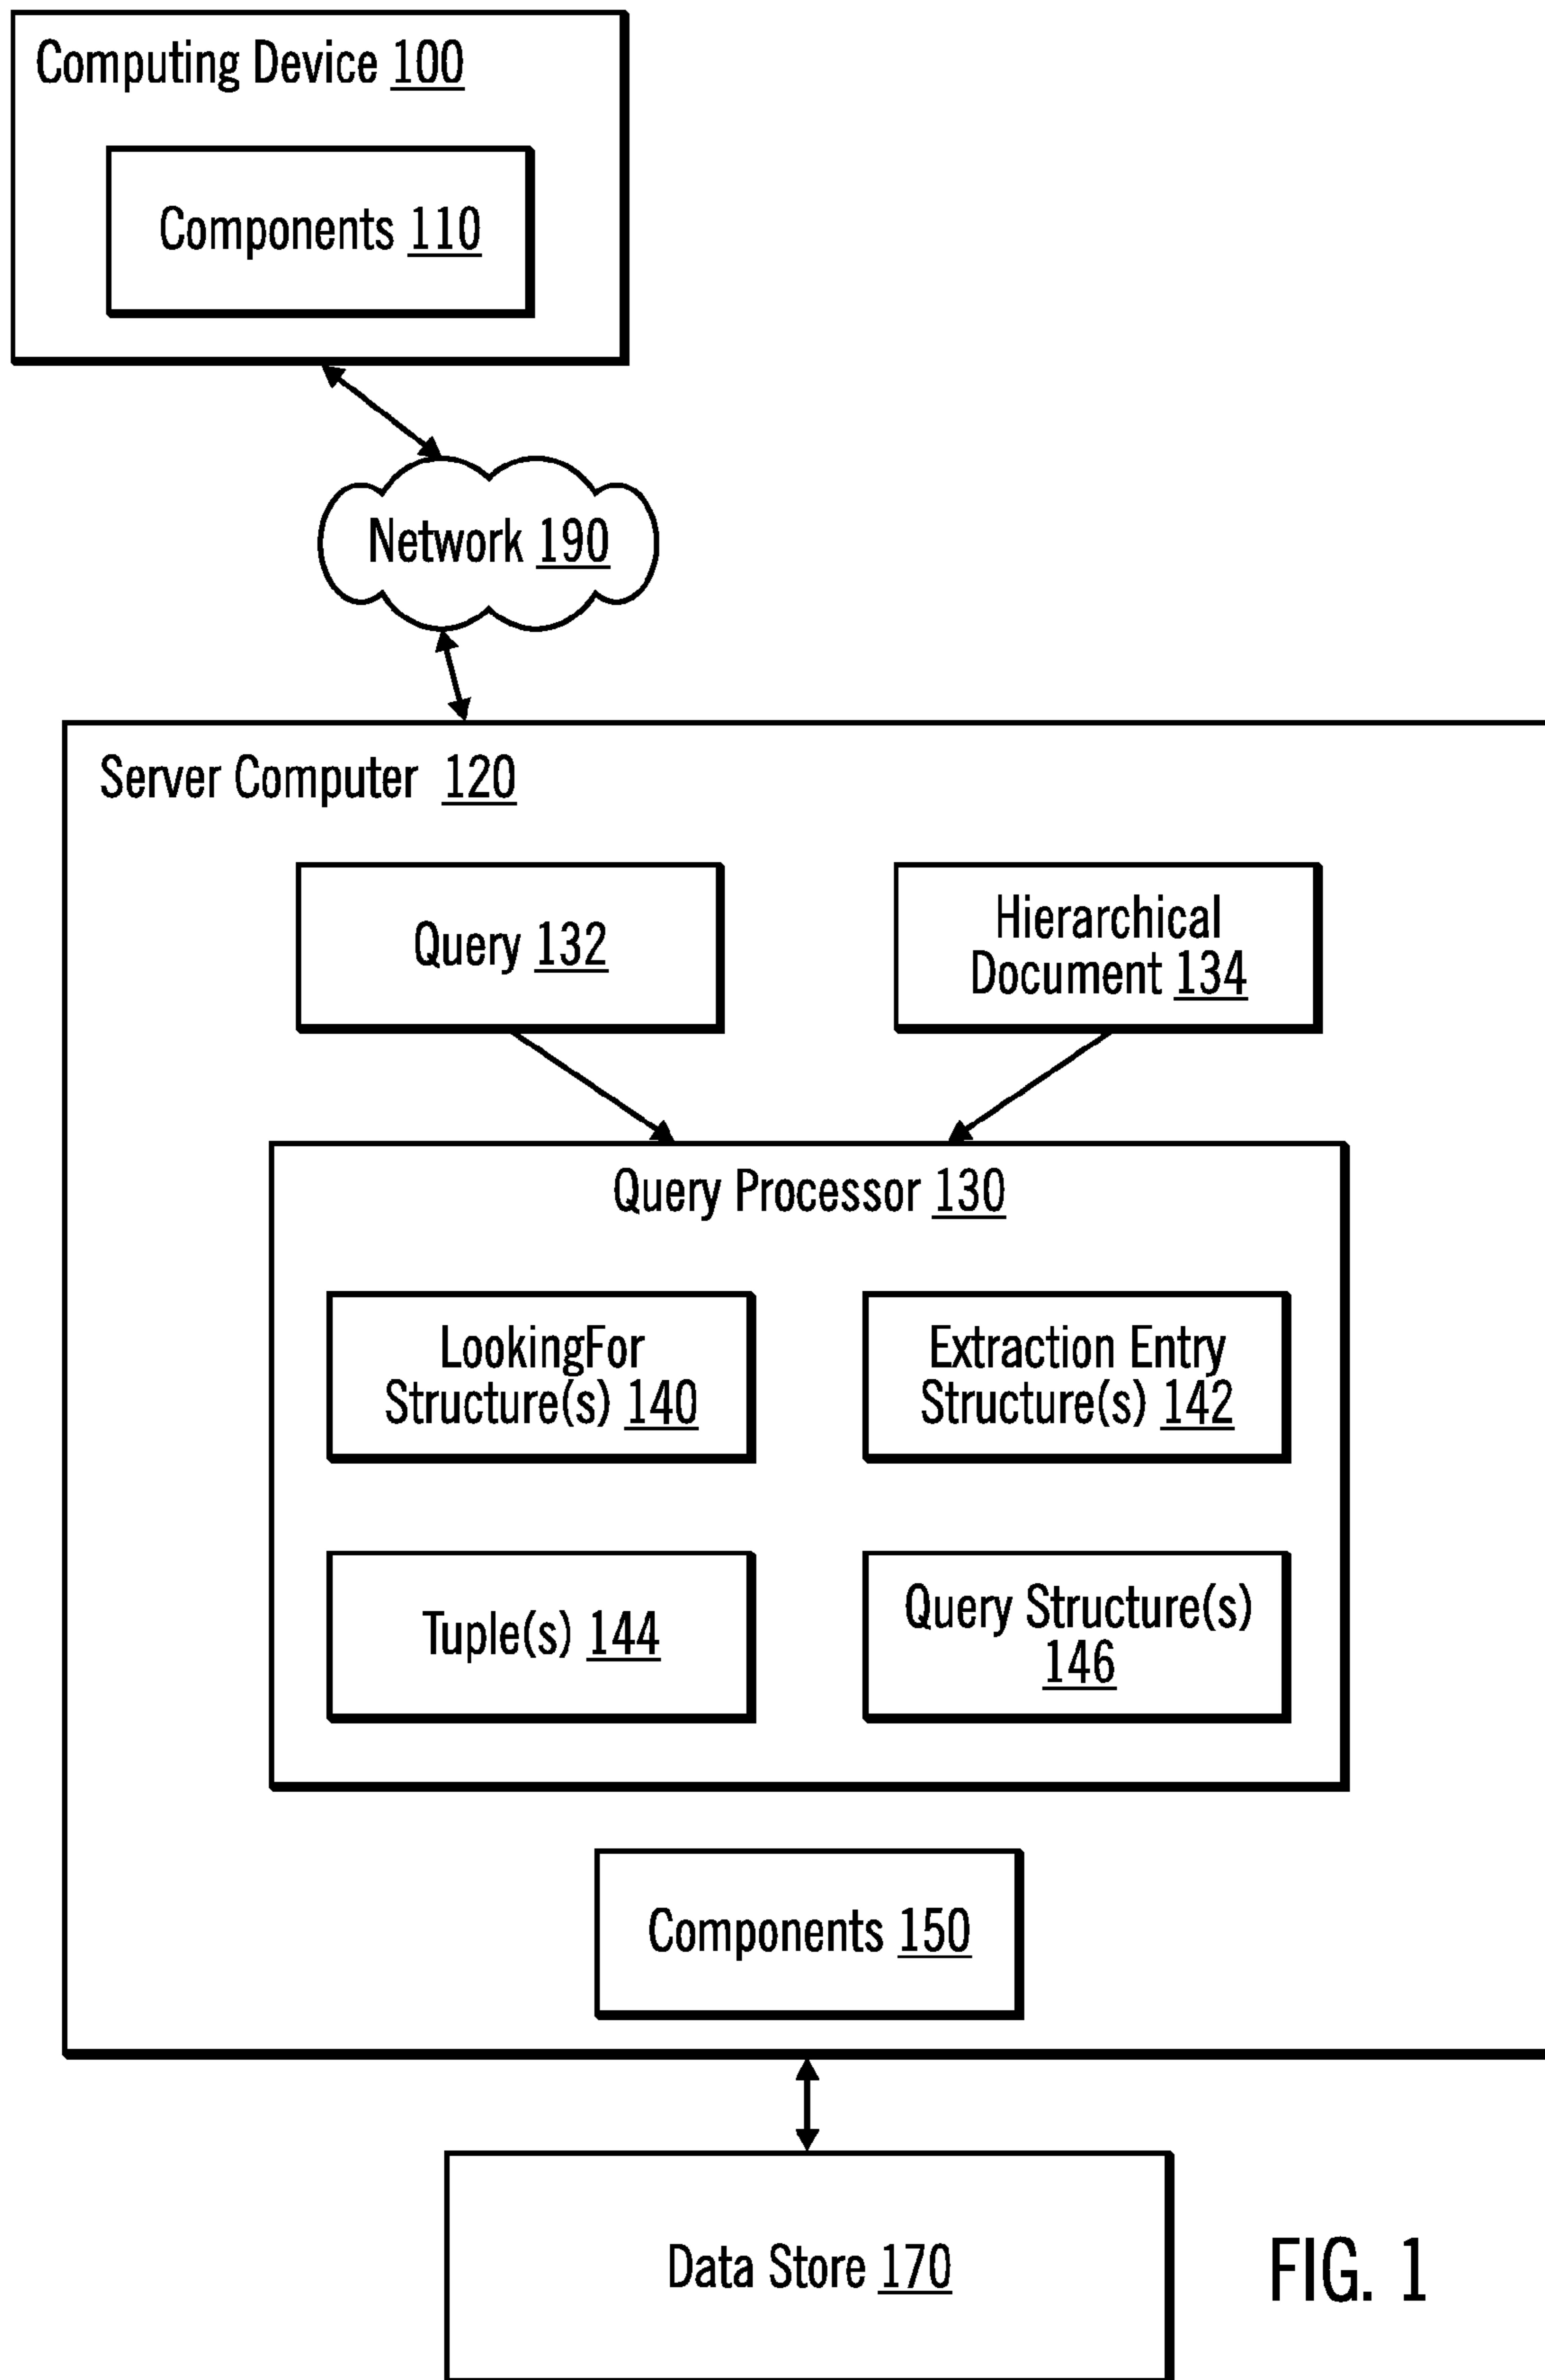 Computing Device 100
Components 110
Network 190
Server Computer 120
Query 132
Hierarchical
Document 134
Query Processor 130
LookingFor
Structure(s) 140
Extraction Entry
Structure(s) 142
Tuple(s) 144
Query Structure(s)
146
Components 150
Data Store 170
FIG. 1